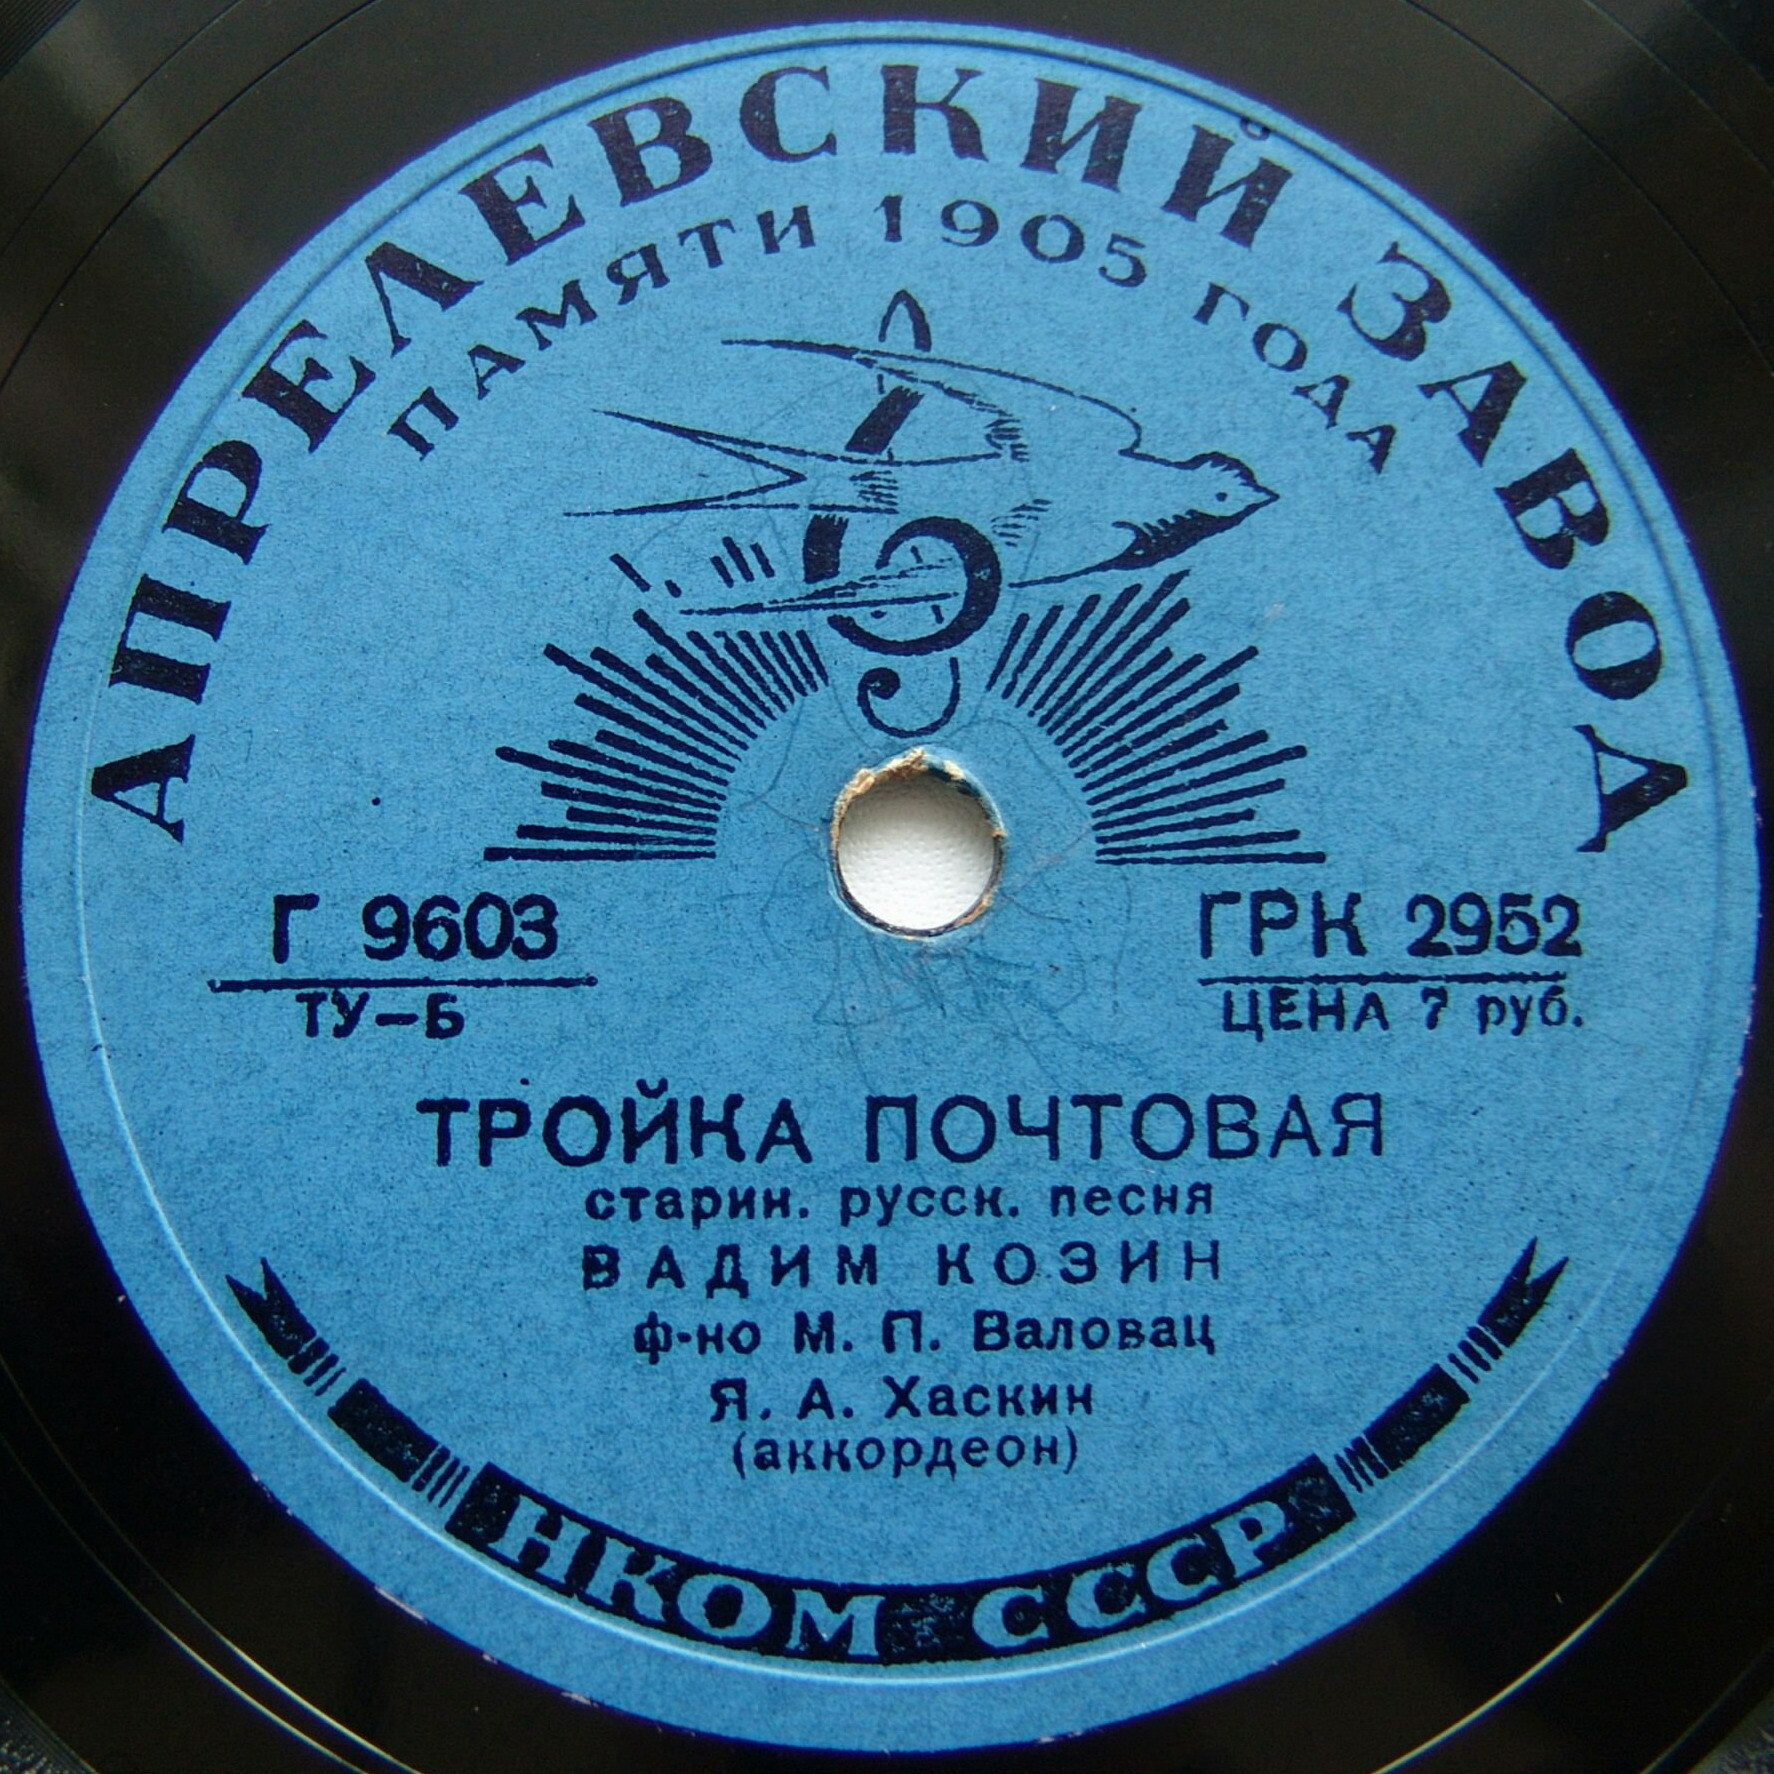 АПРЕЛЕВСКИЙ ЗАВОД
ПАМЯТИ 1905 ГОДА
Г 9603
ТУ-Б
ГРК 2952
ЦЕНА 7 руб.
ТРОЙКА ПОЧТОВАЯ
старин. русск. песня
ВАДИМ КОЗИН
ф-но М. П. Валовац
Я. А. Хаскин
(аккордеон)
НКОМ СССР